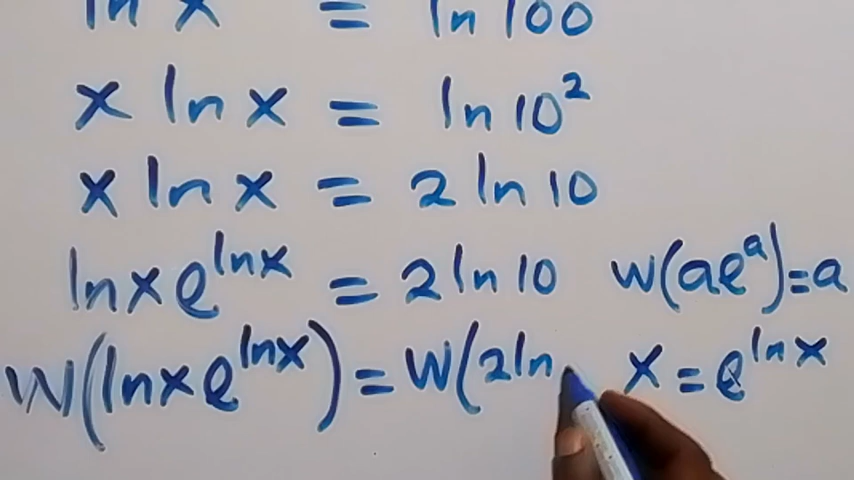 ln x = ln 100
x ln x = ln 10²
x ln x = 2 ln 10
ln x e^{ln x} = 2 ln 10 W(ae^a) = a
W(ln x e^{ln x}) = W(2 ln x = e^{ln x}